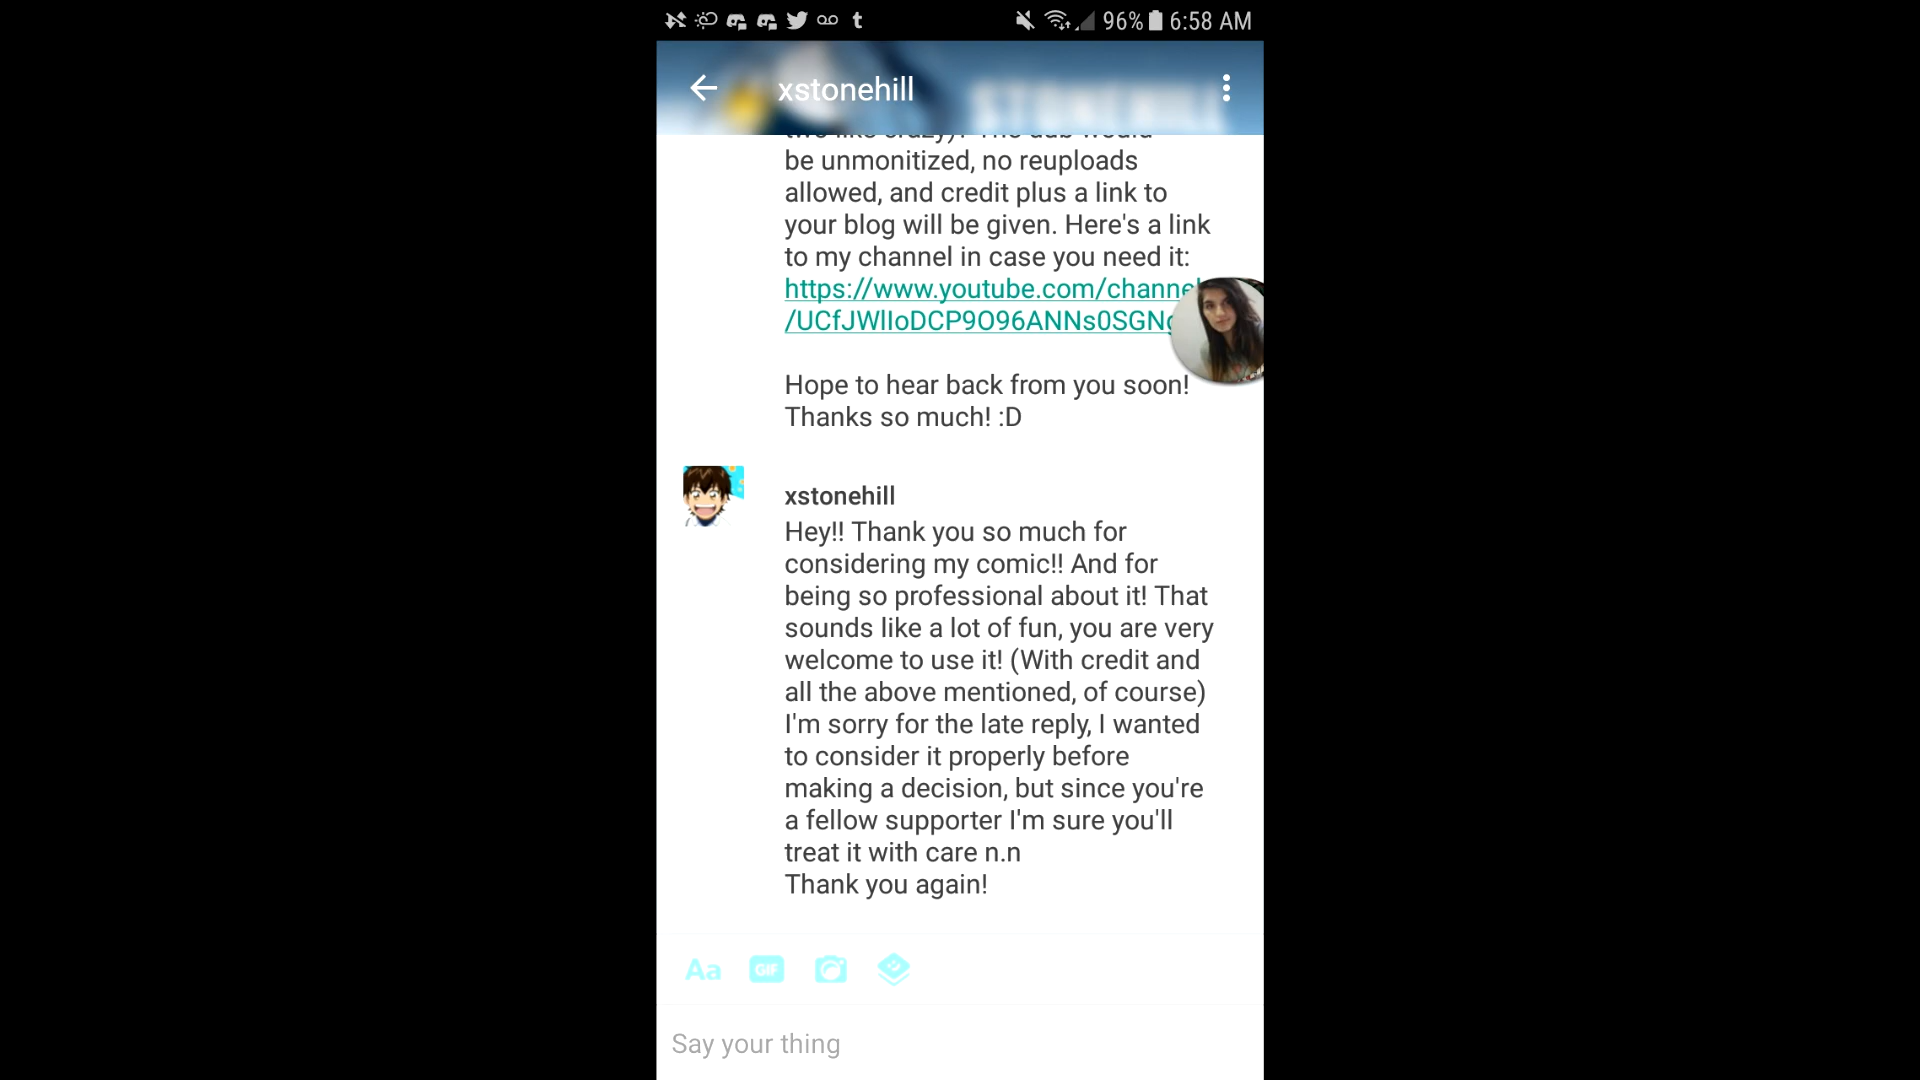 96% 6:58 AM
xstonehill
STONEHILL
be unmonitized, no reuploads
allowed, and credit plus a link to
your blog will be given. Here's a link
to my channel in case you need it:
https://www.youtube.com/channel
/UCfJWlIoDCP9O96ANNs0SGNg
Hope to hear back from you soon!
Thanks so much! :D
xstonehill
Hey!! Thank you so much for
considering my comic!! And for
being so professional about it! That
sounds like a lot of fun, you are very
welcome to use it! (With credit and
all the above mentioned, of course)
I'm sorry for the late reply, I wanted
to consider it properly before
making a decision, but since you're
a fellow supporter I'm sure you'll
treat it with care n.n
Thank you again!
Aa GIF
Say your thing